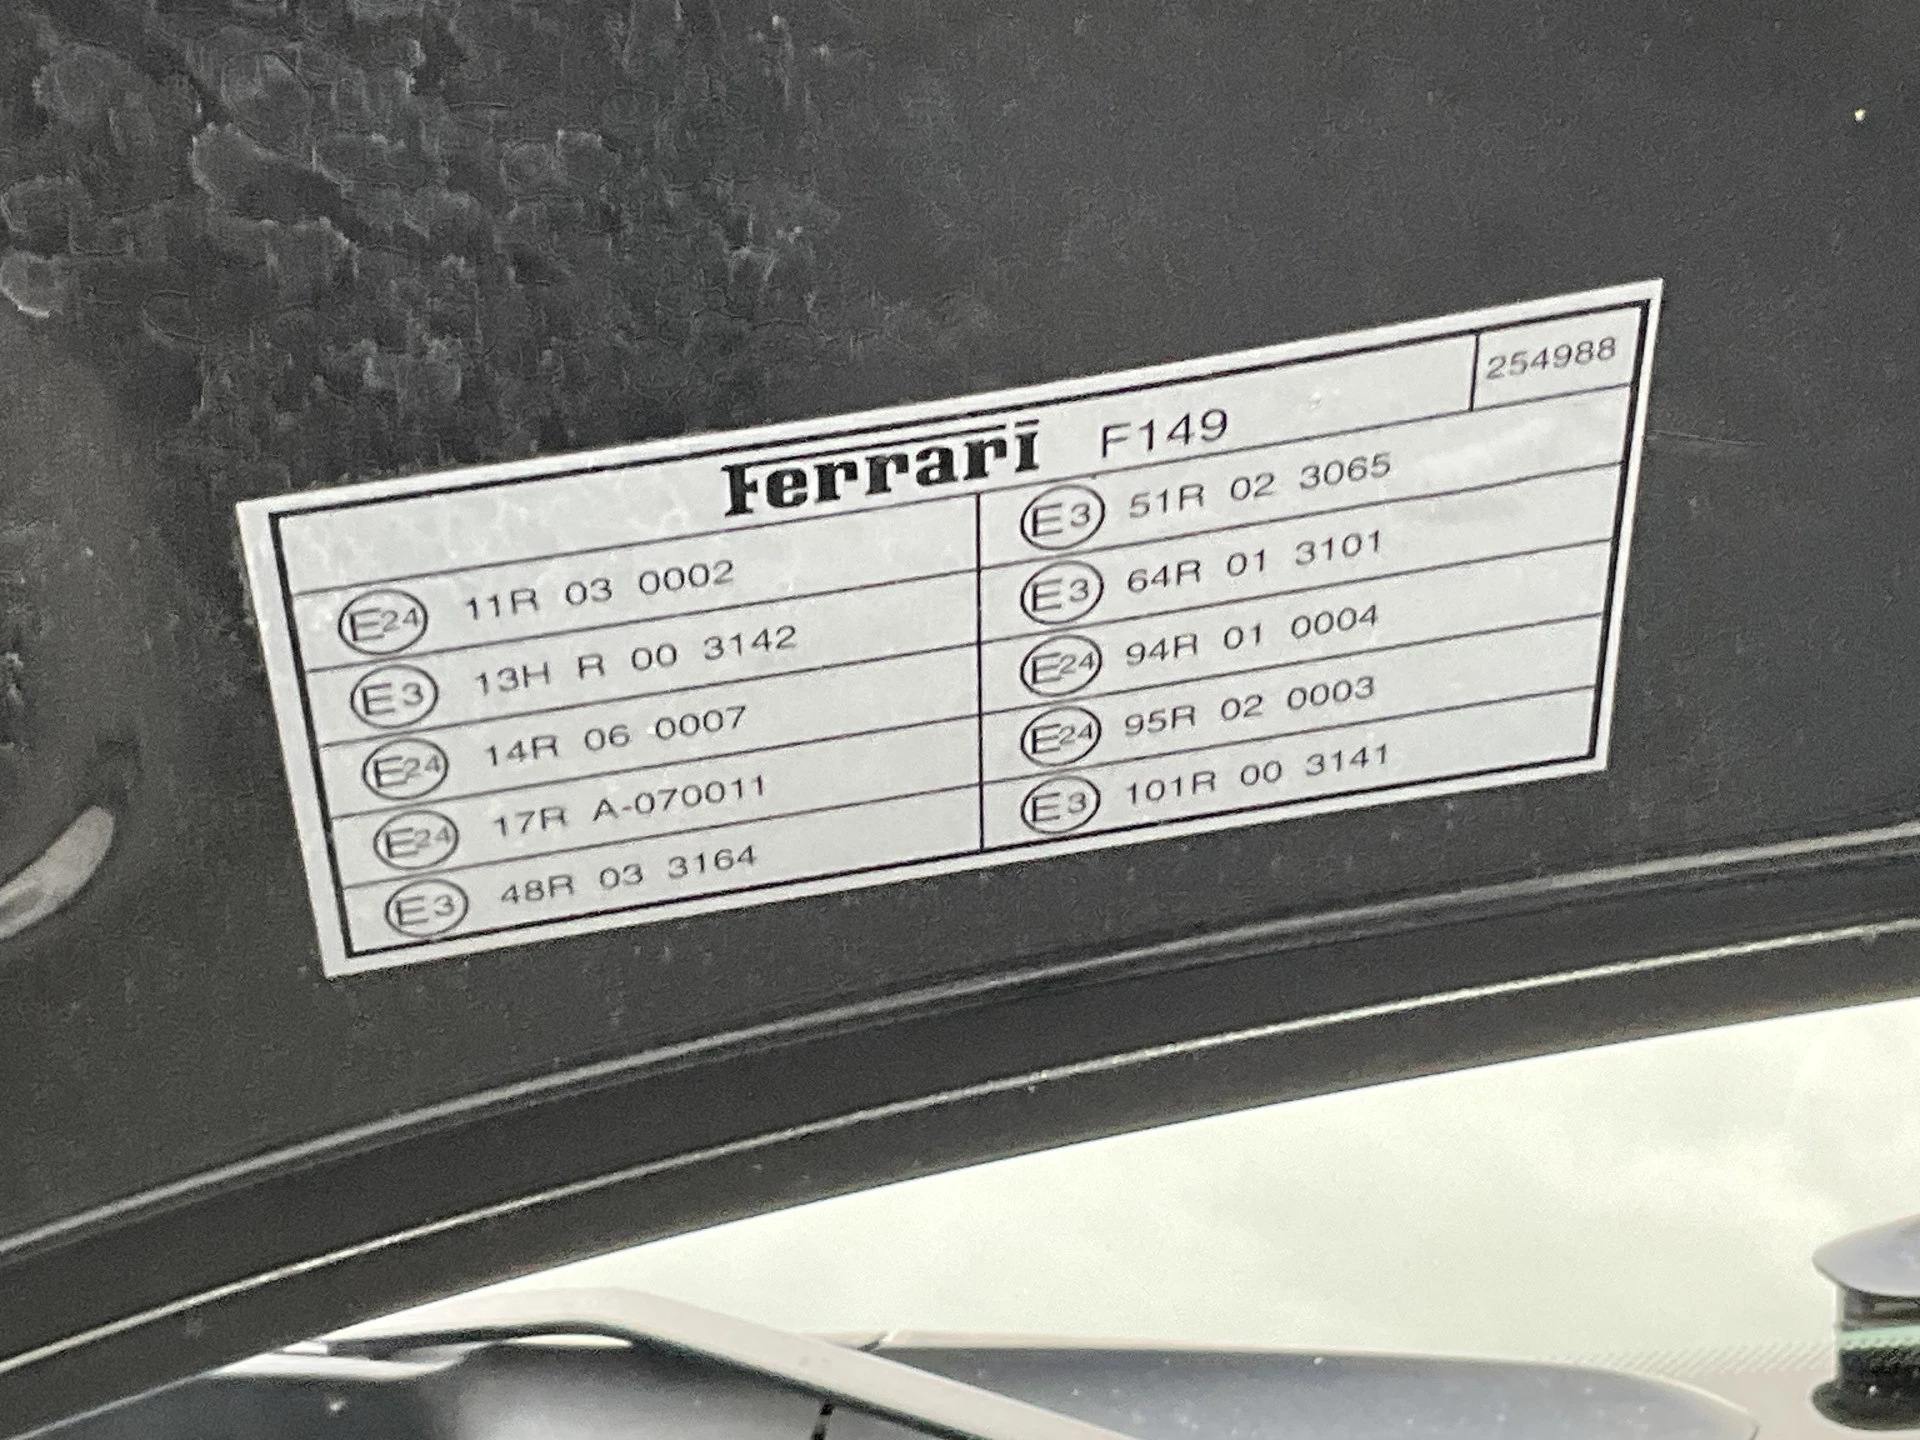 Ferrari F149 254988
E24 11R 03 0002
E3 13H R 00 3142
E24 14R 06 0007
E24 17R A-070011
E3 48R 03 3164
E3 51R 02 3065
E3 64R 01 3101
E24 94R 01 0004
E24 95R 02 0003
E3 101R 00 3141